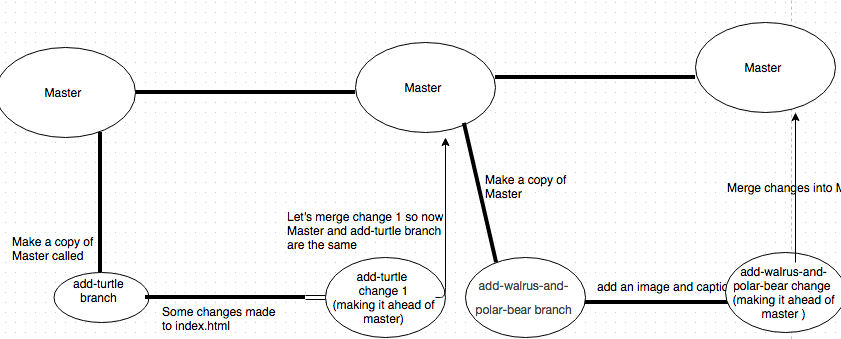 Master
Master
Master
Make a copy of
Master
Merge changes into M
Let's merge change 1 so now
Master and add-turtle branch
are the same
Make a copy of
Master called
add-turtle
branch
Some changes made
to index.html
add-turtle
change 1
(making it ahead of
master)
add-walrus-and-
polar-bear branch
add an image and captio
add-walrus-and-
polar-bear change
(making it ahead of
master )